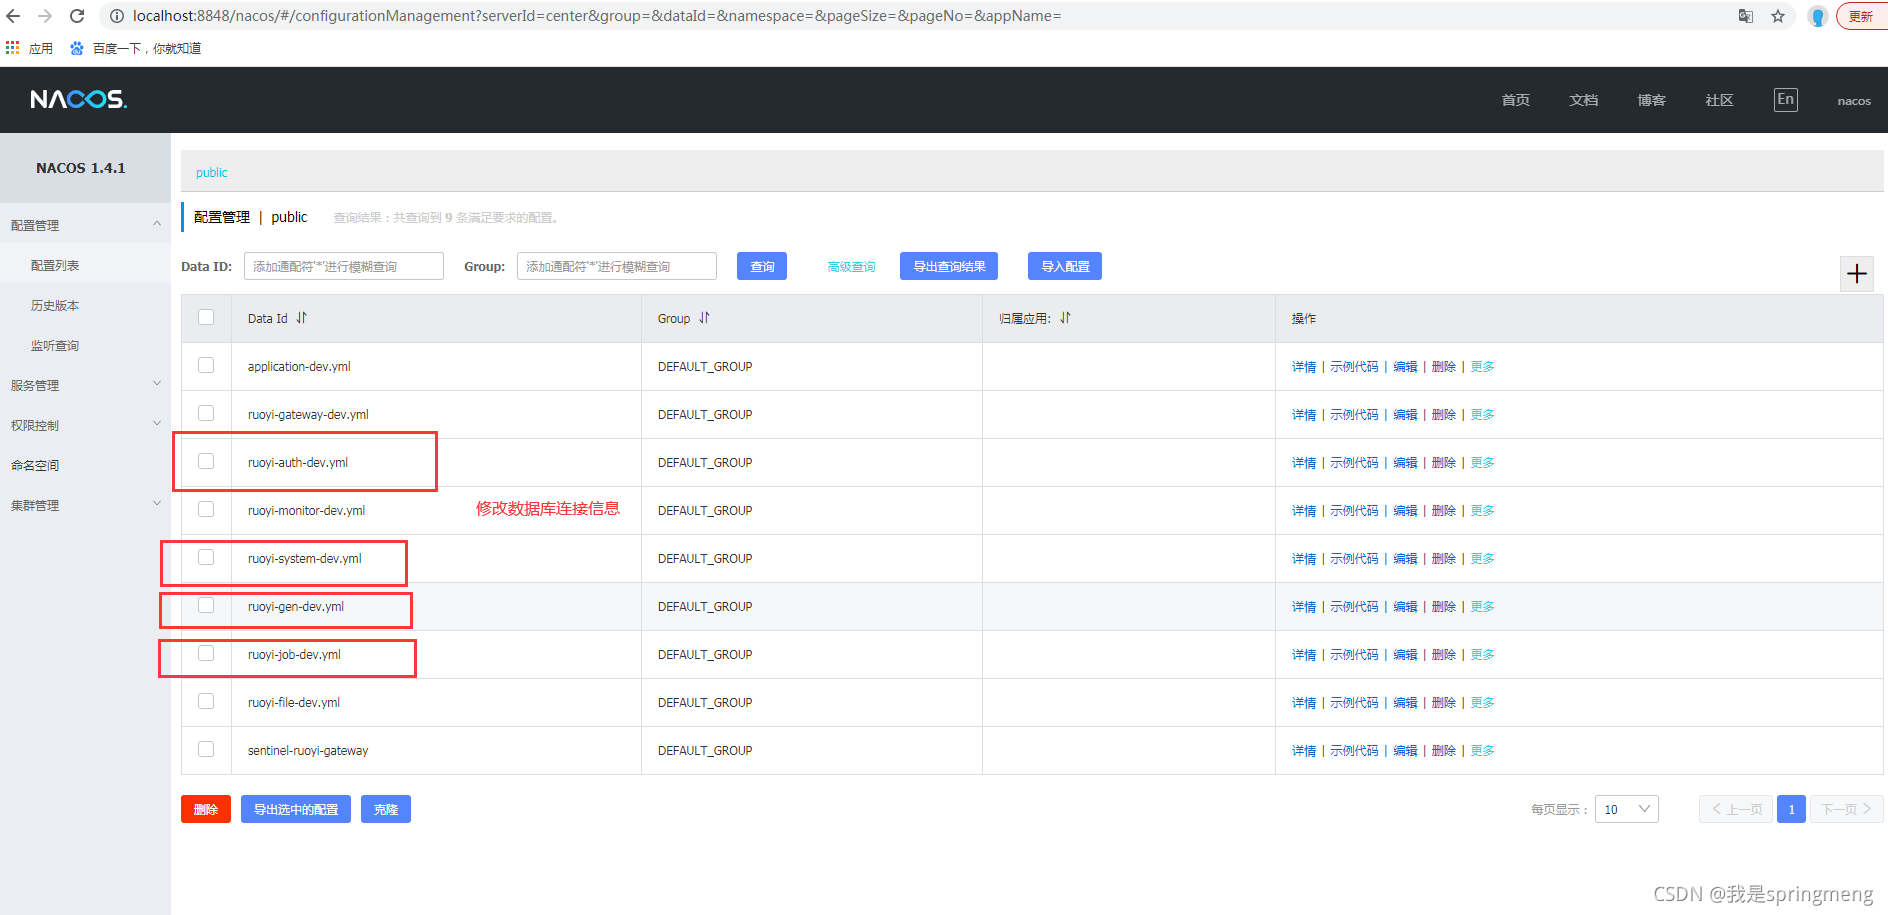 localhost:8848/nacos/#/configurationManagement?serverId=center&group=&dataId=&namespace=&pageSize=&pageNo=&appName=
更新
应用
百度一下，你就知道
NACOS.
首页
文档
博客
社区
En
nacos
NACOS 1.4.1
配置管理
配置列表
历史版本
监听查询
服务管理
权限控制
命名空间
集群管理
public
配置管理 | public
查询结果：共查询到 9 条满足要求的配置。
Data ID:
添加通配符'*'进行模糊查询
Group:
添加通配符'*'进行模糊查询
查询
高级查询
导出查询结果
导入配置
Data Id
Group
归属应用:
操作
application-dev.yml
DEFAULT_GROUP
详情 | 示例代码 | 编辑 | 删除 | 更多
ruoyi-gateway-dev.yml
DEFAULT_GROUP
详情 | 示例代码 | 编辑 | 删除 | 更多
ruoyi-auth-dev.yml
DEFAULT_GROUP
详情 | 示例代码 | 编辑 | 删除 | 更多
ruoyi-monitor-dev.yml
修改数据库连接信息
DEFAULT_GROUP
详情 | 示例代码 | 编辑 | 删除 | 更多
ruoyi-system-dev.yml
DEFAULT_GROUP
详情 | 示例代码 | 编辑 | 删除 | 更多
ruoyi-gen-dev.yml
DEFAULT_GROUP
详情 | 示例代码 | 编辑 | 删除 | 更多
ruoyi-job-dev.yml
DEFAULT_GROUP
详情 | 示例代码 | 编辑 | 删除 | 更多
ruoyi-file-dev.yml
DEFAULT_GROUP
详情 | 示例代码 | 编辑 | 删除 | 更多
sentinel-ruoyi-gateway
DEFAULT_GROUP
详情 | 示例代码 | 编辑 | 删除 | 更多
删除
导出选中的配置
克隆
每页显示：
10
上一页
1
下一页
CSDN @我是springmeng